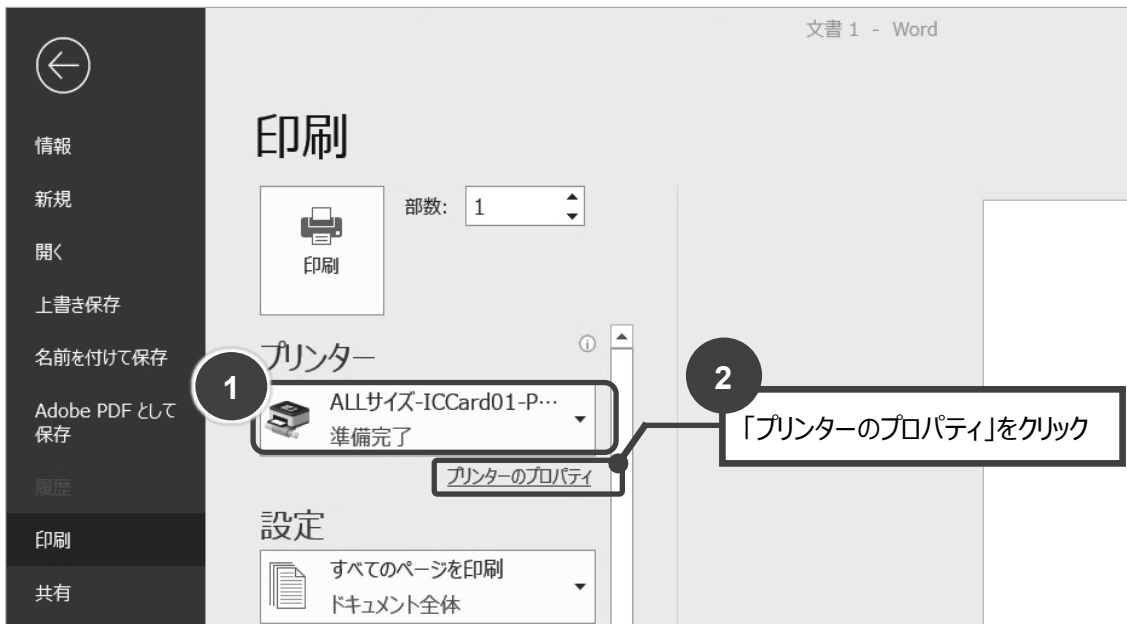 文書 1 - Word
情報
新規
開く
上書き保存
名前を付けて保存
Adobe PDF として
保存
履歴
印刷
共有
印刷
部数: 1
印刷
プリンター
1
ALLサイズ-ICCard01-P…
準備完了
プリンターのプロパティ
2
「プリンターのプロパティ」をクリック
設定
すべてのページを印刷
ドキュメント全体